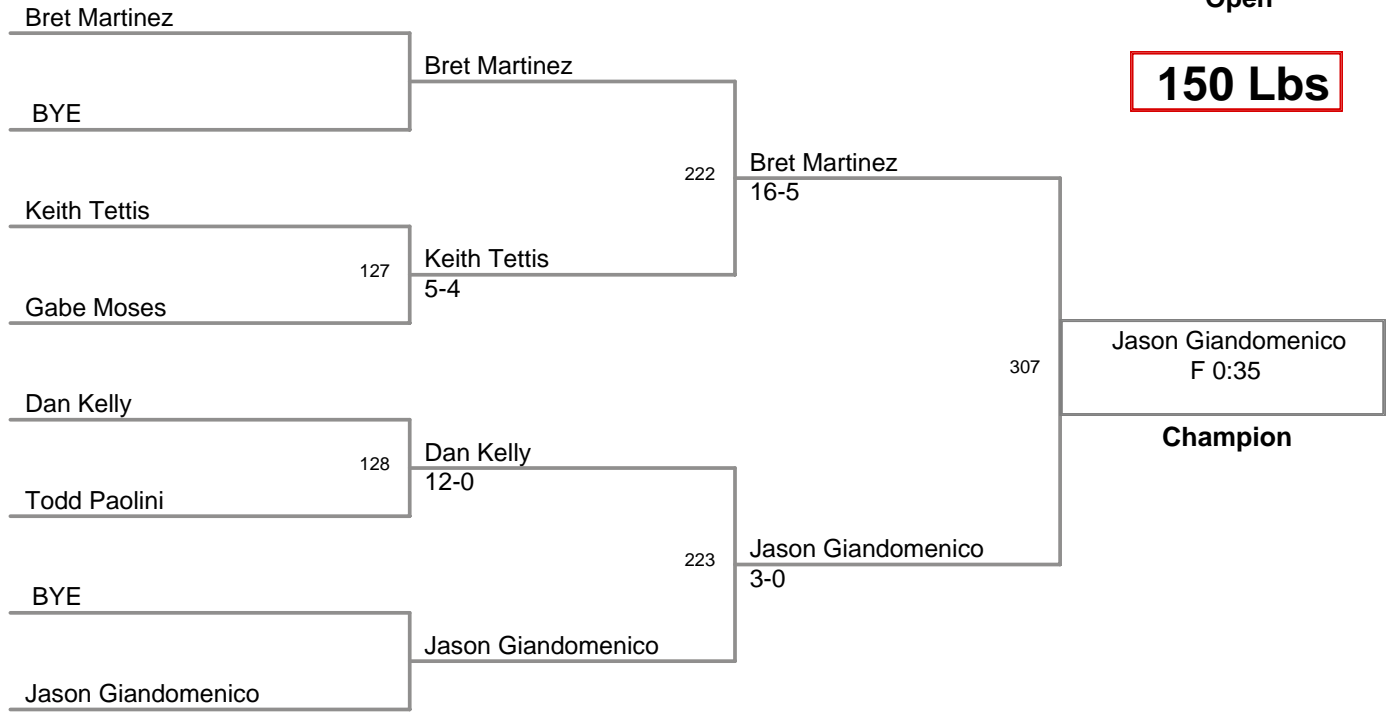 Open
150 Lbs
Bret Martinez
BYE
Keith Tettis
127
Gabe Moses
Dan Kelly
128
Todd Paolini
BYE
Jason Giandomenico
Bret Martinez
222
Keith Tettis
5-4
Dan Kelly
12-0
223
Jason Giandomenico
Bret Martinez
16-5
307
Jason Giandomenico
3-0
Jason Giandomenico
F 0:35
Champion